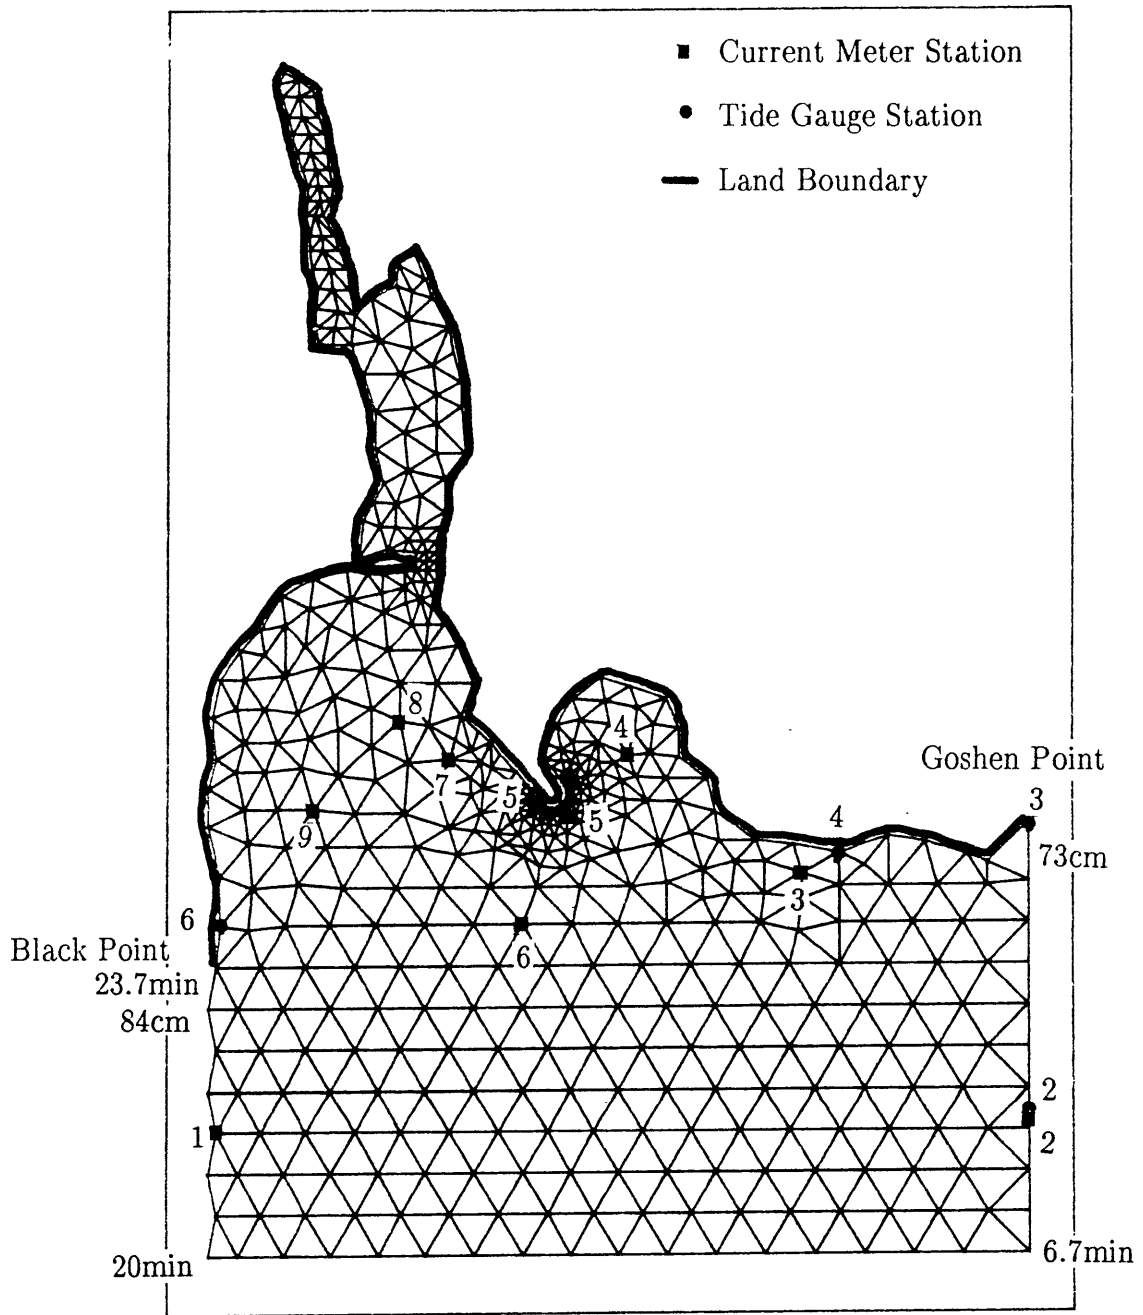 Current Meter Station
Tide Gauge Station
Land Boundary
8
4
7
Goshen Point
5
5
3
9
4
73cm
3
6
6
Black Point
23.7min
84cm
2
1
2
20min
6.7min